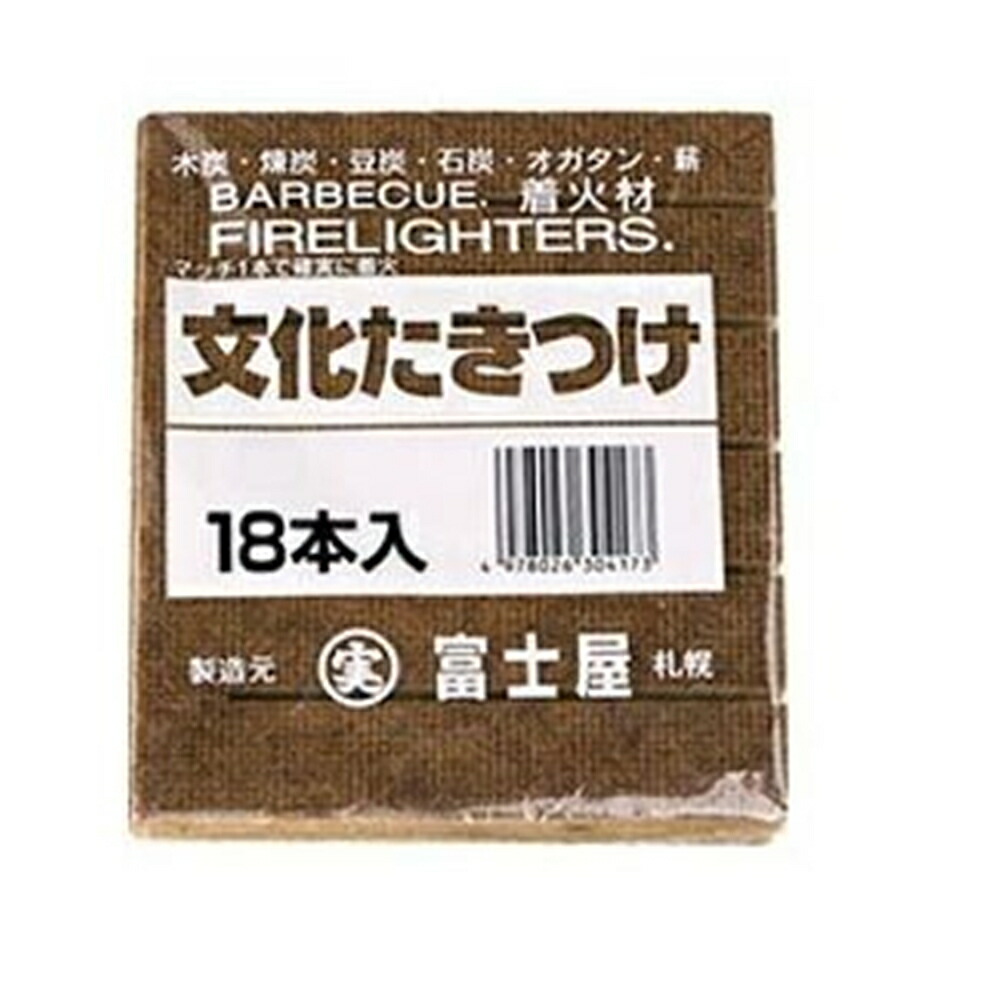 木炭・煉炭・豆炭・石炭・オガタン・薪
BARBECUE. 着火材
FIRELIGHTERS.
マッチ1本で確実に着火
文化たきつけ
18本入
4 978026 304173
製造元 実 富士屋 札幌